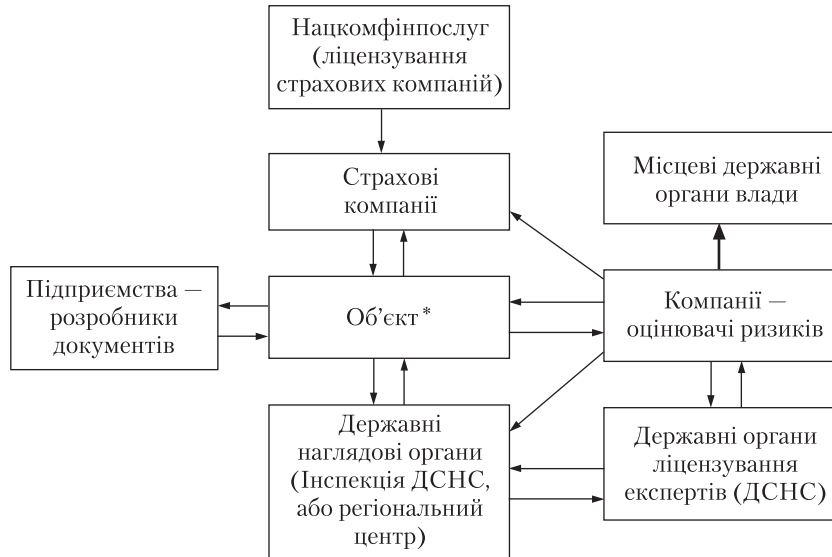 Нацкомфінпослуг
(ліцензування
страхових компаній)
Страхові
компанії
Місцеві державні
органи влади
Підприємства –
розробники
документів
Об’єкт*
Компанії –
оцінювачі ризиків
Державні
наглядові органи
(Інспекція ДСНС,
або регіональний
центр)
Державні органи
ліцензування
експертів (ДСНС)